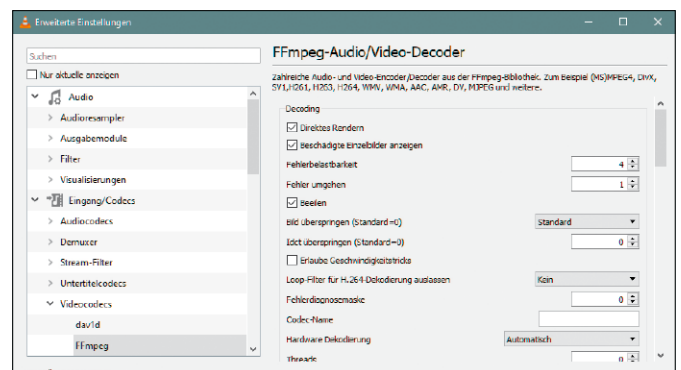 Erweiterte Einstellungen
Suchen
Nur aktuelle anzeigen
Audio
Audioresampler
Ausgabemodule
Filter
Visualisierungen
Eingang/Codecs
Audiocodecs
Demuxer
Stream-Filter
Untertitelcodecs
Videocodecs
dav1d
FFmpeg
FFmpeg-Audio/Video-Decoder
Zahlreiche Audio- und Video-Encoder/Decoder aus der FFmpeg-Bibliothek. Zum Beispiel (MS)MPEG4, DivX,
SV1,H261, H263, H264, WMV, WMA, AAC, AMR, DV, MJPEG und weitere.
Decoding
Direktes Rendern
Beschädigte Einzelbilder anzeigen
Fehlerbelastbarkeit 4
Fehler umgehen 1
Beeilen
Bild überspringen (Standard=0) Standard
Idct überspringen (Standard=0) 0
Erlaube Geschwindigkeitstricks
Loop-Filter für H.264-Dekodierung auslassen Kein
Fehlerdiagnosemaske 0
Codec-Name
Hardware Dekodierung Automatisch
Threads 0